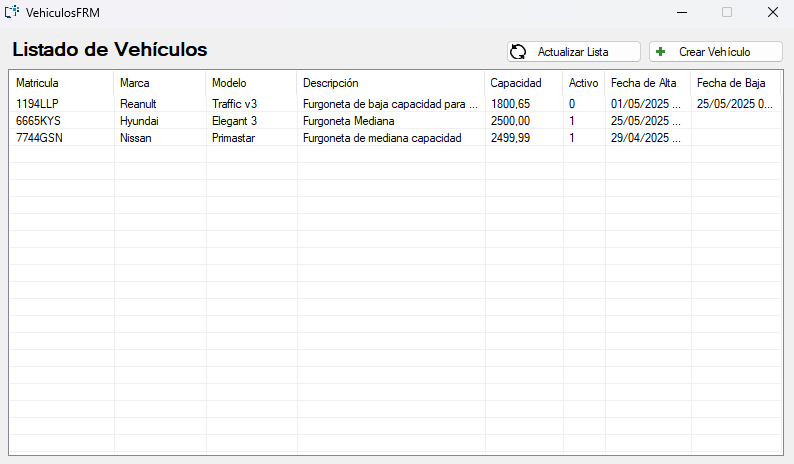 VehiculosFRM
Listado de Vehículos
Actualizar Lista
Crear Vehículo
Matricula Marca Modelo Descripción Capacidad Activo Fecha de Alta Fecha de Baja
1194LLP Reanult Traffic v3 Furgoneta de baja capacidad para ... 1800,65 0 01/05/2025 ... 25/05/2025 0...
6665KYS Hyundai Elegant 3 Furgoneta Mediana 2500,00 1 25/05/2025 ...
7744GSN Nissan Primastar Furgoneta de mediana capacidad 2499,99 1 29/04/2025 ...